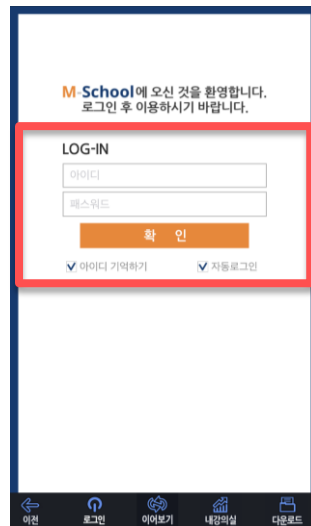 M-School에 오신 것을 환영합니다.
로그인 후 이용하시기 바랍니다.
LOG-IN
아이디
패스워드
확 인
아이디 기억하기 자동로그인
이전 로그인 이어보기 내강의실 다운로드